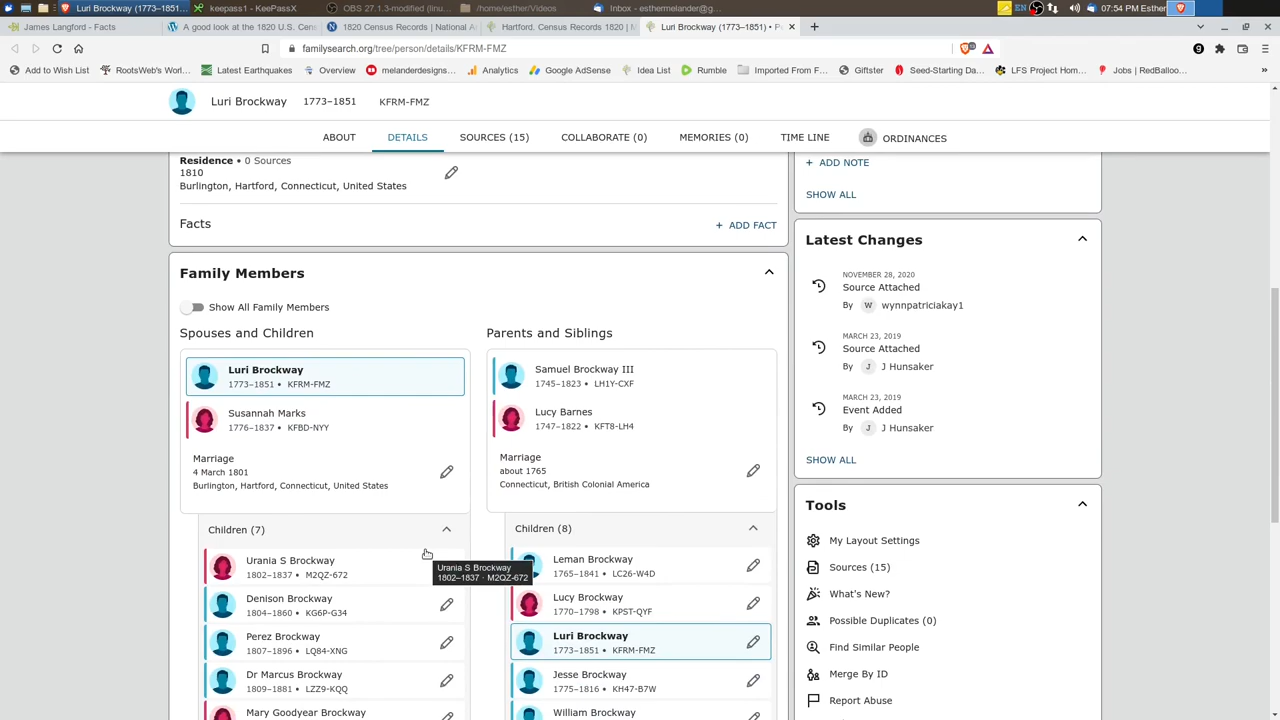 Luri Brockway (1773–1851)
keepass1 - KeePassX
OBS 27.1.3-modified (linu...
/home/esther/Videos
Inbox - esthermelander@g...
EN
07:54 PM Esther
James Langford - Facts
A good look at the 1820 U.S. Cen
1820 Census Records | National A
Hartford. Census Records 1820 | M
Luri Brockway (1773–1851) • P
familysearch.org/tree/person/details/KFRM-FMZ
Add to Wish List
RootsWeb's Worl...
Latest Earthquakes
Overview
melanderdesigns...
Analytics
Google AdSense
Idea List
Rumble
Imported From F...
Giftster
Seed-Starting Da...
LFS Project Hom...
Jobs | RedBalloo...
Luri Brockway 1773–1851 KFRM-FMZ
ABOUT
DETAILS
SOURCES (15)
COLLABORATE (0)
MEMORIES (0)
TIME LINE
ORDINANCES
Residence • 0 Sources
1810
Burlington, Hartford, Connecticut, United States
Facts
+ ADD FACT
Family Members
Show All Family Members
Spouses and Children
Luri Brockway
1773–1851 • KFRM-FMZ
Susannah Marks
1776–1837 • KFBD-NYY
Marriage
4 March 1801
Burlington, Hartford, Connecticut, United States
Children (7)
Urania S Brockway
1802–1837 • M2QZ-672
Urania S Brockway
1802–1837 · M2QZ-672
Denison Brockway
1804–1860 • KG6P-G34
Perez Brockway
1807–1896 • LQ84-XNG
Dr Marcus Brockway
1809–1881 • LZZ9-KQQ
Mary Goodyear Brockway
Parents and Siblings
Samuel Brockway III
1745–1823 • LH1Y-CXF
Lucy Barnes
1747–1822 • KFT8-LH4
Marriage
about 1765
Connecticut, British Colonial America
Children (8)
Leman Brockway
1765–1841 • LC26-W4D
Lucy Brockway
1770–1798 • KPST-QYF
Luri Brockway
1773–1851 • KFRM-FMZ
Jesse Brockway
1775–1816 • KH47-B7W
William Brockway
+ ADD NOTE
SHOW ALL
Latest Changes
NOVEMBER 28, 2020
Source Attached
By W wynnpatriciakay1
MARCH 23, 2019
Source Attached
By J J Hunsaker
MARCH 23, 2019
Event Added
By J J Hunsaker
SHOW ALL
Tools
My Layout Settings
Sources (15)
What's New?
Possible Duplicates (0)
Find Similar People
Merge By ID
Report Abuse